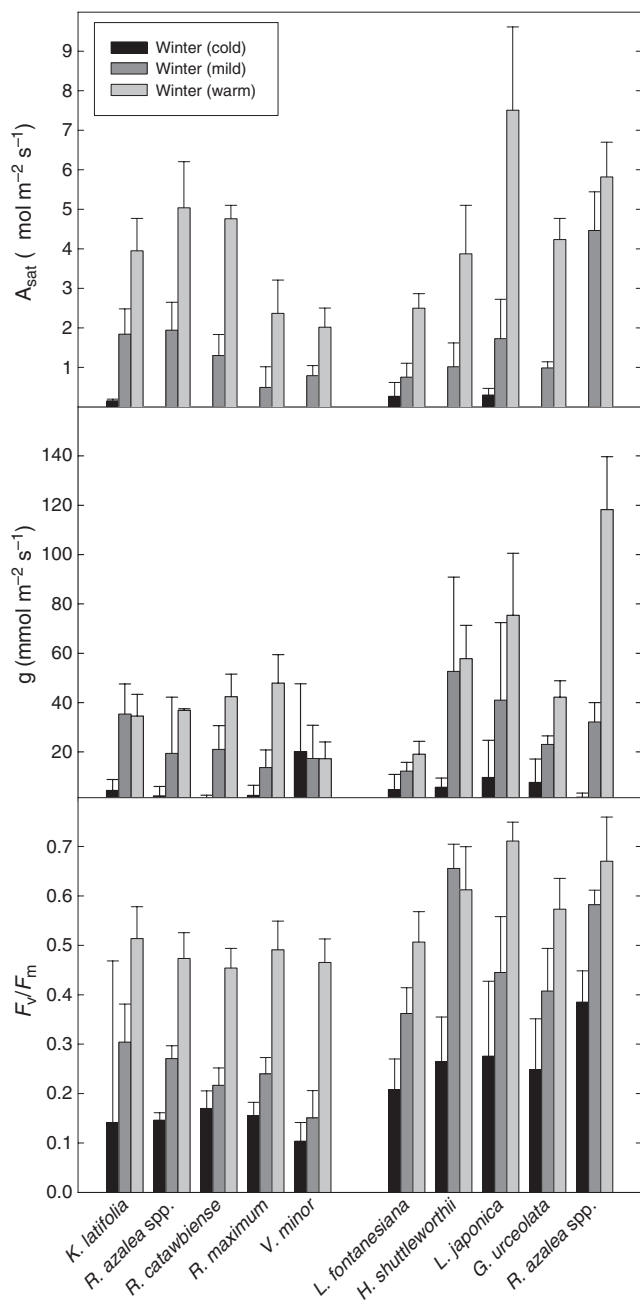 Winter (cold)
Winter (mild)
Winter (warm)
9
8
7
6
5
4
3
2
1
A_sat ( mol m⁻² s⁻¹)
140
120
100
80
60
40
20
g (mmol m⁻² s⁻¹)
0.7
0.6
0.5
0.4
0.3
0.2
0.1
0.0
F_v/F_m
K. latifolia
R. azalea spp.
R. catawbiense
R. maximum
V. minor
L. fontanesiana
H. shuttleworthii
L. japonica
G. urceolata
R. azalea spp.